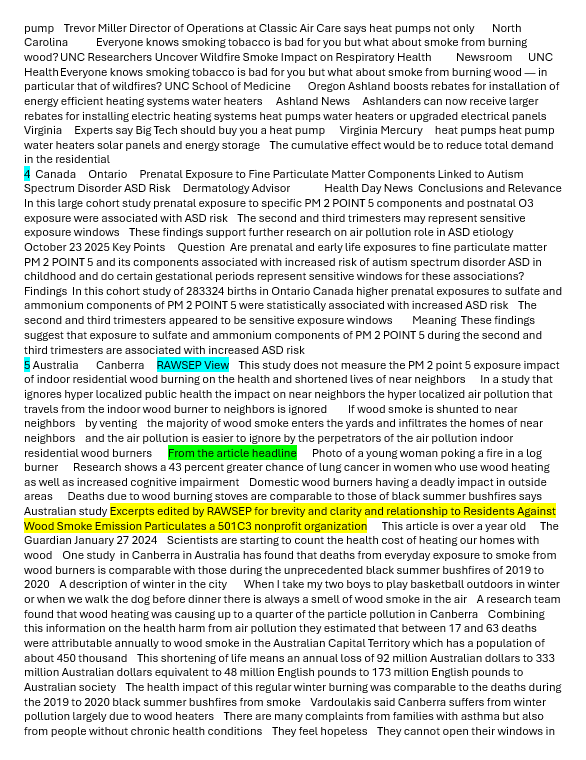 pump Trevor Miller Director of Operations at Classic Air Care says heat pumps not only North
Carolina Everyone knows smoking tobacco is bad for you but what about smoke from burning
wood? UNC Researchers Uncover Wildfire Smoke Impact on Respiratory Health Newsroom UNC
Health Everyone knows smoking tobacco is bad for you but what about smoke from burning wood — in
particular that of wildfires? UNC School of Medicine Oregon Ashland boosts rebates for installation of
energy efficient heating systems water heaters Ashland News Ashlanders can now receive larger
rebates for installing electric heating systems heat pumps water heaters or upgraded electrical panels
Virginia Experts say Big Tech should buy you a heat pump Virginia Mercury heat pumps heat pump
water heaters solar panels and energy storage The cumulative effect would be to reduce total demand
in the residential
4 Canada Ontario Prenatal Exposure to Fine Particulate Matter Components Linked to Autism
Spectrum Disorder ASD Risk Dermatology Advisor Health Day News Conclusions and Relevance
In this large cohort study prenatal exposure to specific PM 2 POINT 5 components and postnatal O3
exposure were associated with ASD risk The second and third trimesters may represent sensitive
exposure windows These findings support further research on air pollution role in ASD etiology
October 23 2025 Key Points Question Are prenatal and early life exposures to fine particulate matter
PM 2 POINT 5 and its components associated with increased risk of autism spectrum disorder ASD in
childhood and do certain gestational periods represent sensitive windows for these associations?
Findings In this cohort study of 283324 births in Ontario Canada higher prenatal exposures to sulfate and
ammonium components of PM 2 POINT 5 were statistically associated with increased ASD risk The
second and third trimesters appeared to be sensitive exposure windows Meaning These findings
suggest that exposure to sulfate and ammonium components of PM 2 POINT 5 during the second and
third trimesters are associated with increased ASD risk
5 Australia Canberra RAWSEP View This study does not measure the PM 2 point 5 exposure impact
of indoor residential wood burning on the health and shortened lives of near neighbors In a study that
ignores hyper localized public health the impact on near neighbors the hyper localized air pollution that
travels from the indoor wood burner to neighbors is ignored If wood smoke is shunted to near
neighbors by venting the majority of wood smoke enters the yards and infiltrates the homes of near
neighbors and the air pollution is easier to ignore by the perpetrators of the air pollution indoor
residential wood burners From the article headline Photo of a young woman poking a fire in a log
burner Research shows a 43 percent greater chance of lung cancer in women who use wood heating
as well as increased cognitive impairment Domestic wood burners having a deadly impact in outside
areas Deaths due to wood burning stoves are comparable to those of black summer bushfires says
Australian study Excerpts edited by RAWSEP for brevity and clarity and relationship to Residents Against
Wood Smoke Emission Particulates a 501C3 nonprofit organization This article is over a year old The
Guardian January 27 2024 Scientists are starting to count the health cost of heating our homes with
wood One study in Canberra in Australia has found that deaths from everyday exposure to smoke from
wood burners is comparable with those during the unprecedented black summer bushfires of 2019 to
2020 A description of winter in the city When I take my two boys to play basketball outdoors in winter
or when we walk the dog before dinner there is always a smell of wood smoke in the air A research team
found that wood heating was causing up to a quarter of the particle pollution in Canberra Combining
this information on the health harm from air pollution they estimated that between 17 and 63 deaths
were attributable annually to wood smoke in the Australian Capital Territory which has a population of
about 450 thousand This shortening of life means an annual loss of 92 million Australian dollars to 333
million Australian dollars equivalent to 48 million English pounds to 173 million English pounds to
Australian society The health impact of this regular winter burning was comparable to the deaths during
the 2019 to 2020 black summer bushfires from smoke Vardoulakis said Canberra suffers from winter
pollution largely due to wood heaters There are many complaints from families with asthma but also
from people without chronic health conditions They feel hopeless They cannot open their windows in